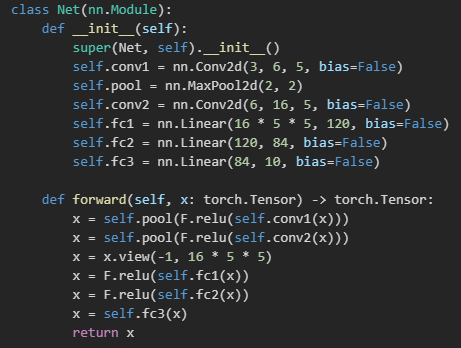 class Net(nn.Module):
    def __init__(self):
        super(Net, self).__init__()
        self.conv1 = nn.Conv2d(3, 6, 5, bias=False)
        self.pool = nn.MaxPool2d(2, 2)
        self.conv2 = nn.Conv2d(6, 16, 5, bias=False)
        self.fc1 = nn.Linear(16 * 5 * 5, 120, bias=False)
        self.fc2 = nn.Linear(120, 84, bias=False)
        self.fc3 = nn.Linear(84, 10, bias=False)

    def forward(self, x: torch.Tensor) -> torch.Tensor:
        x = self.pool(F.relu(self.conv1(x)))
        x = self.pool(F.relu(self.conv2(x)))
        x = x.view(-1, 16 * 5 * 5)
        x = F.relu(self.fc1(x))
        x = F.relu(self.fc2(x))
        x = self.fc3(x)
        return x